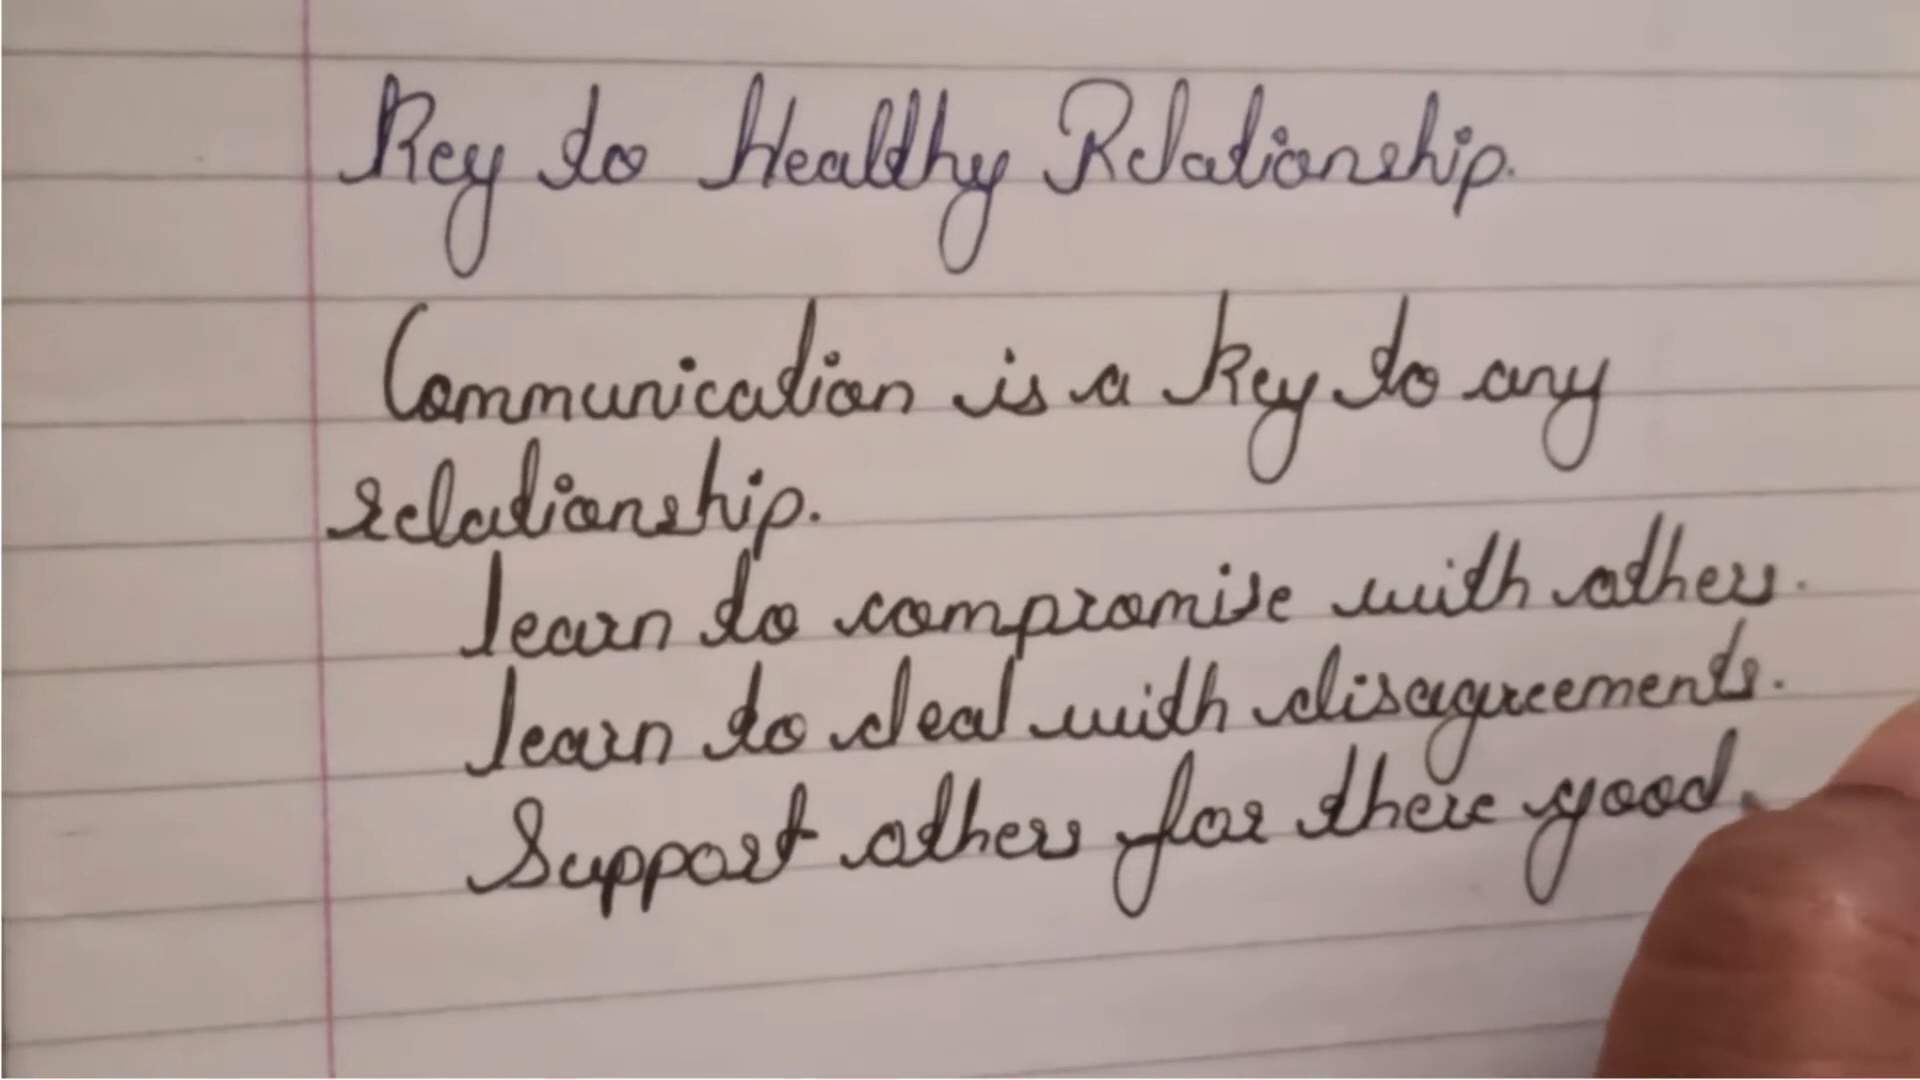 Key to Healthy Relationship.
Communication is a key to any
relationship.
learn to compromise with others.
learn to deal with disagreements.
Support others for there good.